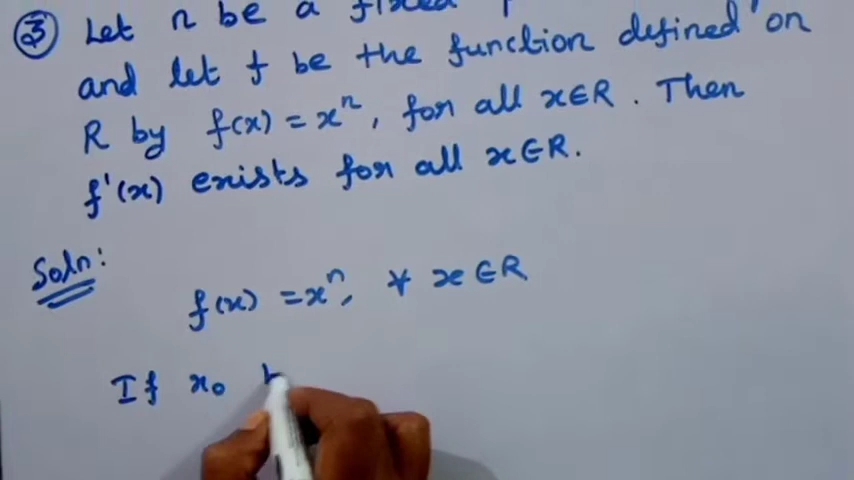 ③ Let n be a fixed
and let f be the function defined on
R by f(x) = xⁿ, for all x∈R. Then
f'(x) exists for all x∈R.
Soln:
f(x) = xⁿ, ∀ x∈R
If x₀